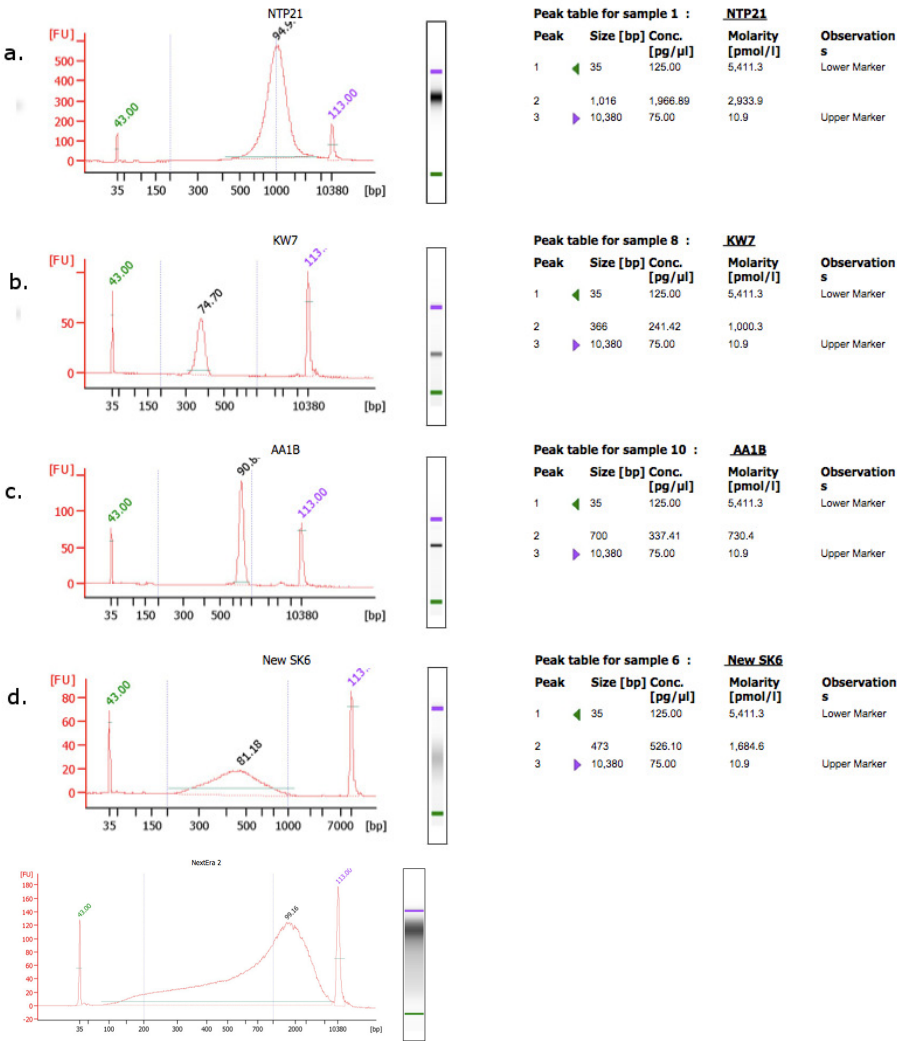 NTP21
[FU]
a.
43.00
94.9
113.00
500
400
300
200
100
0
35 150 300 500 1000 10380 [bp]
Peak table for sample 1 : NTP21
Peak Size [bp] Conc. [pg/µl] Molarity [pmol/l] Observations
1 35 125.00 5,411.3 Lower Marker
2 1,016 1,966.89 2,933.9
3 10,380 75.00 10.9 Upper Marker
KW7
[FU]
b.
43.00
74.70
113..
50
0
35 150 300 500 10380 [bp]
Peak table for sample 8 : KW7
Peak Size [bp] Conc. [pg/µl] Molarity [pmol/l] Observations
1 35 125.00 5,411.3 Lower Marker
2 366 241.42 1,000.3
3 10,380 75.00 10.9 Upper Marker
AA1B
[FU]
c.
43.00
90.8
113.00
100
50
0
35 150 300 500 10380 [bp]
Peak table for sample 10 : AA1B
Peak Size [bp] Conc. [pg/µl] Molarity [pmol/l] Observations
1 35 125.00 5,411.3 Lower Marker
2 700 337.41 730.4
3 10,380 75.00 10.9 Upper Marker
New SK6
[FU]
d.
43.00
81.18
113..
80
60
40
20
0
35 150 300 500 1000 7000 [bp]
Peak table for sample 6 : New SK6
Peak Size [bp] Conc. [pg/µl] Molarity [pmol/l] Observations
1 35 125.00 5,411.3 Lower Marker
2 473 526.10 1,684.6
3 10,380 75.00 10.9 Upper Marker
NextEra 2
[FU]
43.00
99.16
113.00
180
160
140
120
100
80
60
40
20
0
-20
35 100 200 300 400 500 700 2000 10380 [bp]